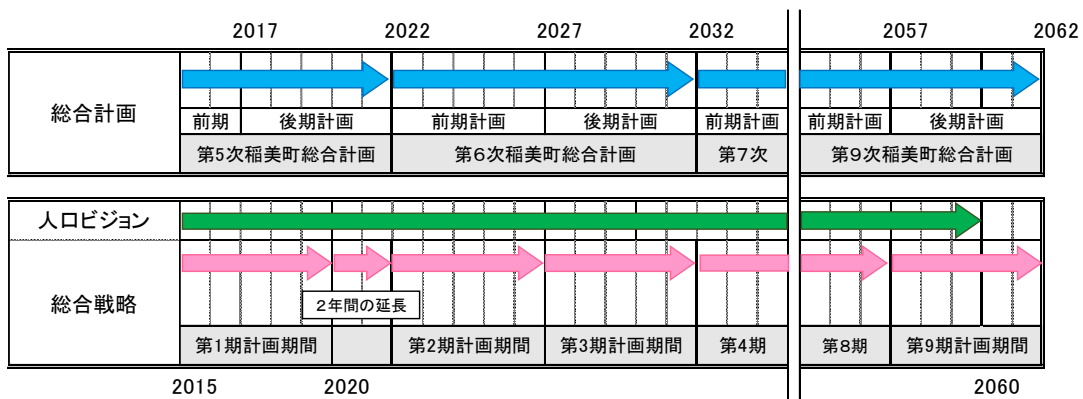 2017 2022 2027 2032 2057 2062
総合計画
前期 後期計画 前期計画 後期計画 前期計画 前期計画 後期計画
第5次稲美町総合計画 第6次稲美町総合計画 第7次 第9次稲美町総合計画
人口ビジョン
総合戦略
2年間の延長
第1期計画期間 第2期計画期間 第3期計画期間 第4期 第8期 第9期計画期間
2015 2020 2060